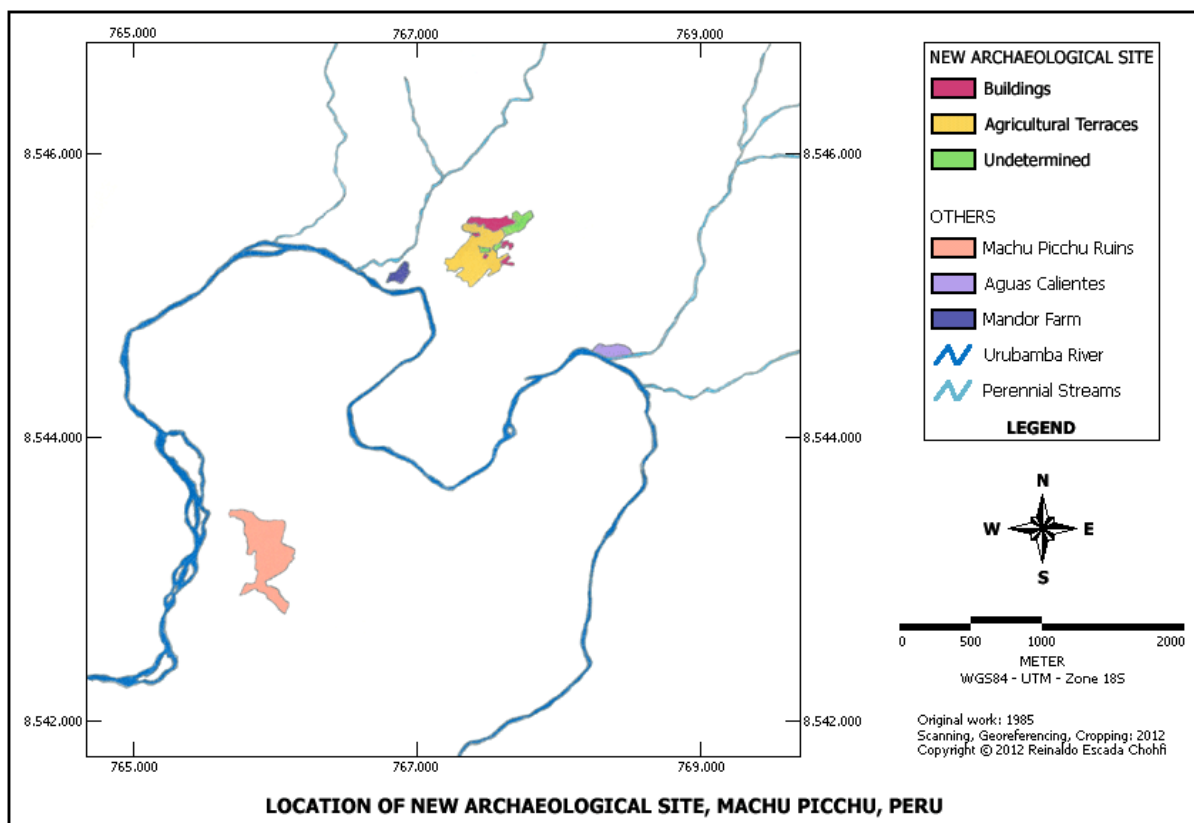 765.000
767.000
769.000
8.546.000
8.546.000
8.544.000
8.544.000
8.542.000
8.542.000
765.000
767.000
769.000
LOCATION OF NEW ARCHAEOLOGICAL SITE, MACHU PICCHU, PERU
NEW ARCHAEOLOGICAL SITE
Buildings
Agricultural Terraces
Undetermined
OTHERS
Machu Picchu Ruins
Aguas Calientes
Mandor Farm
Urubamba River
Perennial Streams
LEGEND
N
W
E
S
0 500 1000 2000
METER
WGS84 - UTM - Zone 18S
Original work: 1985
Scanning, Georeferencing, Cropping: 2012
Copyright © 2012 Reinaldo Escada Chohfi